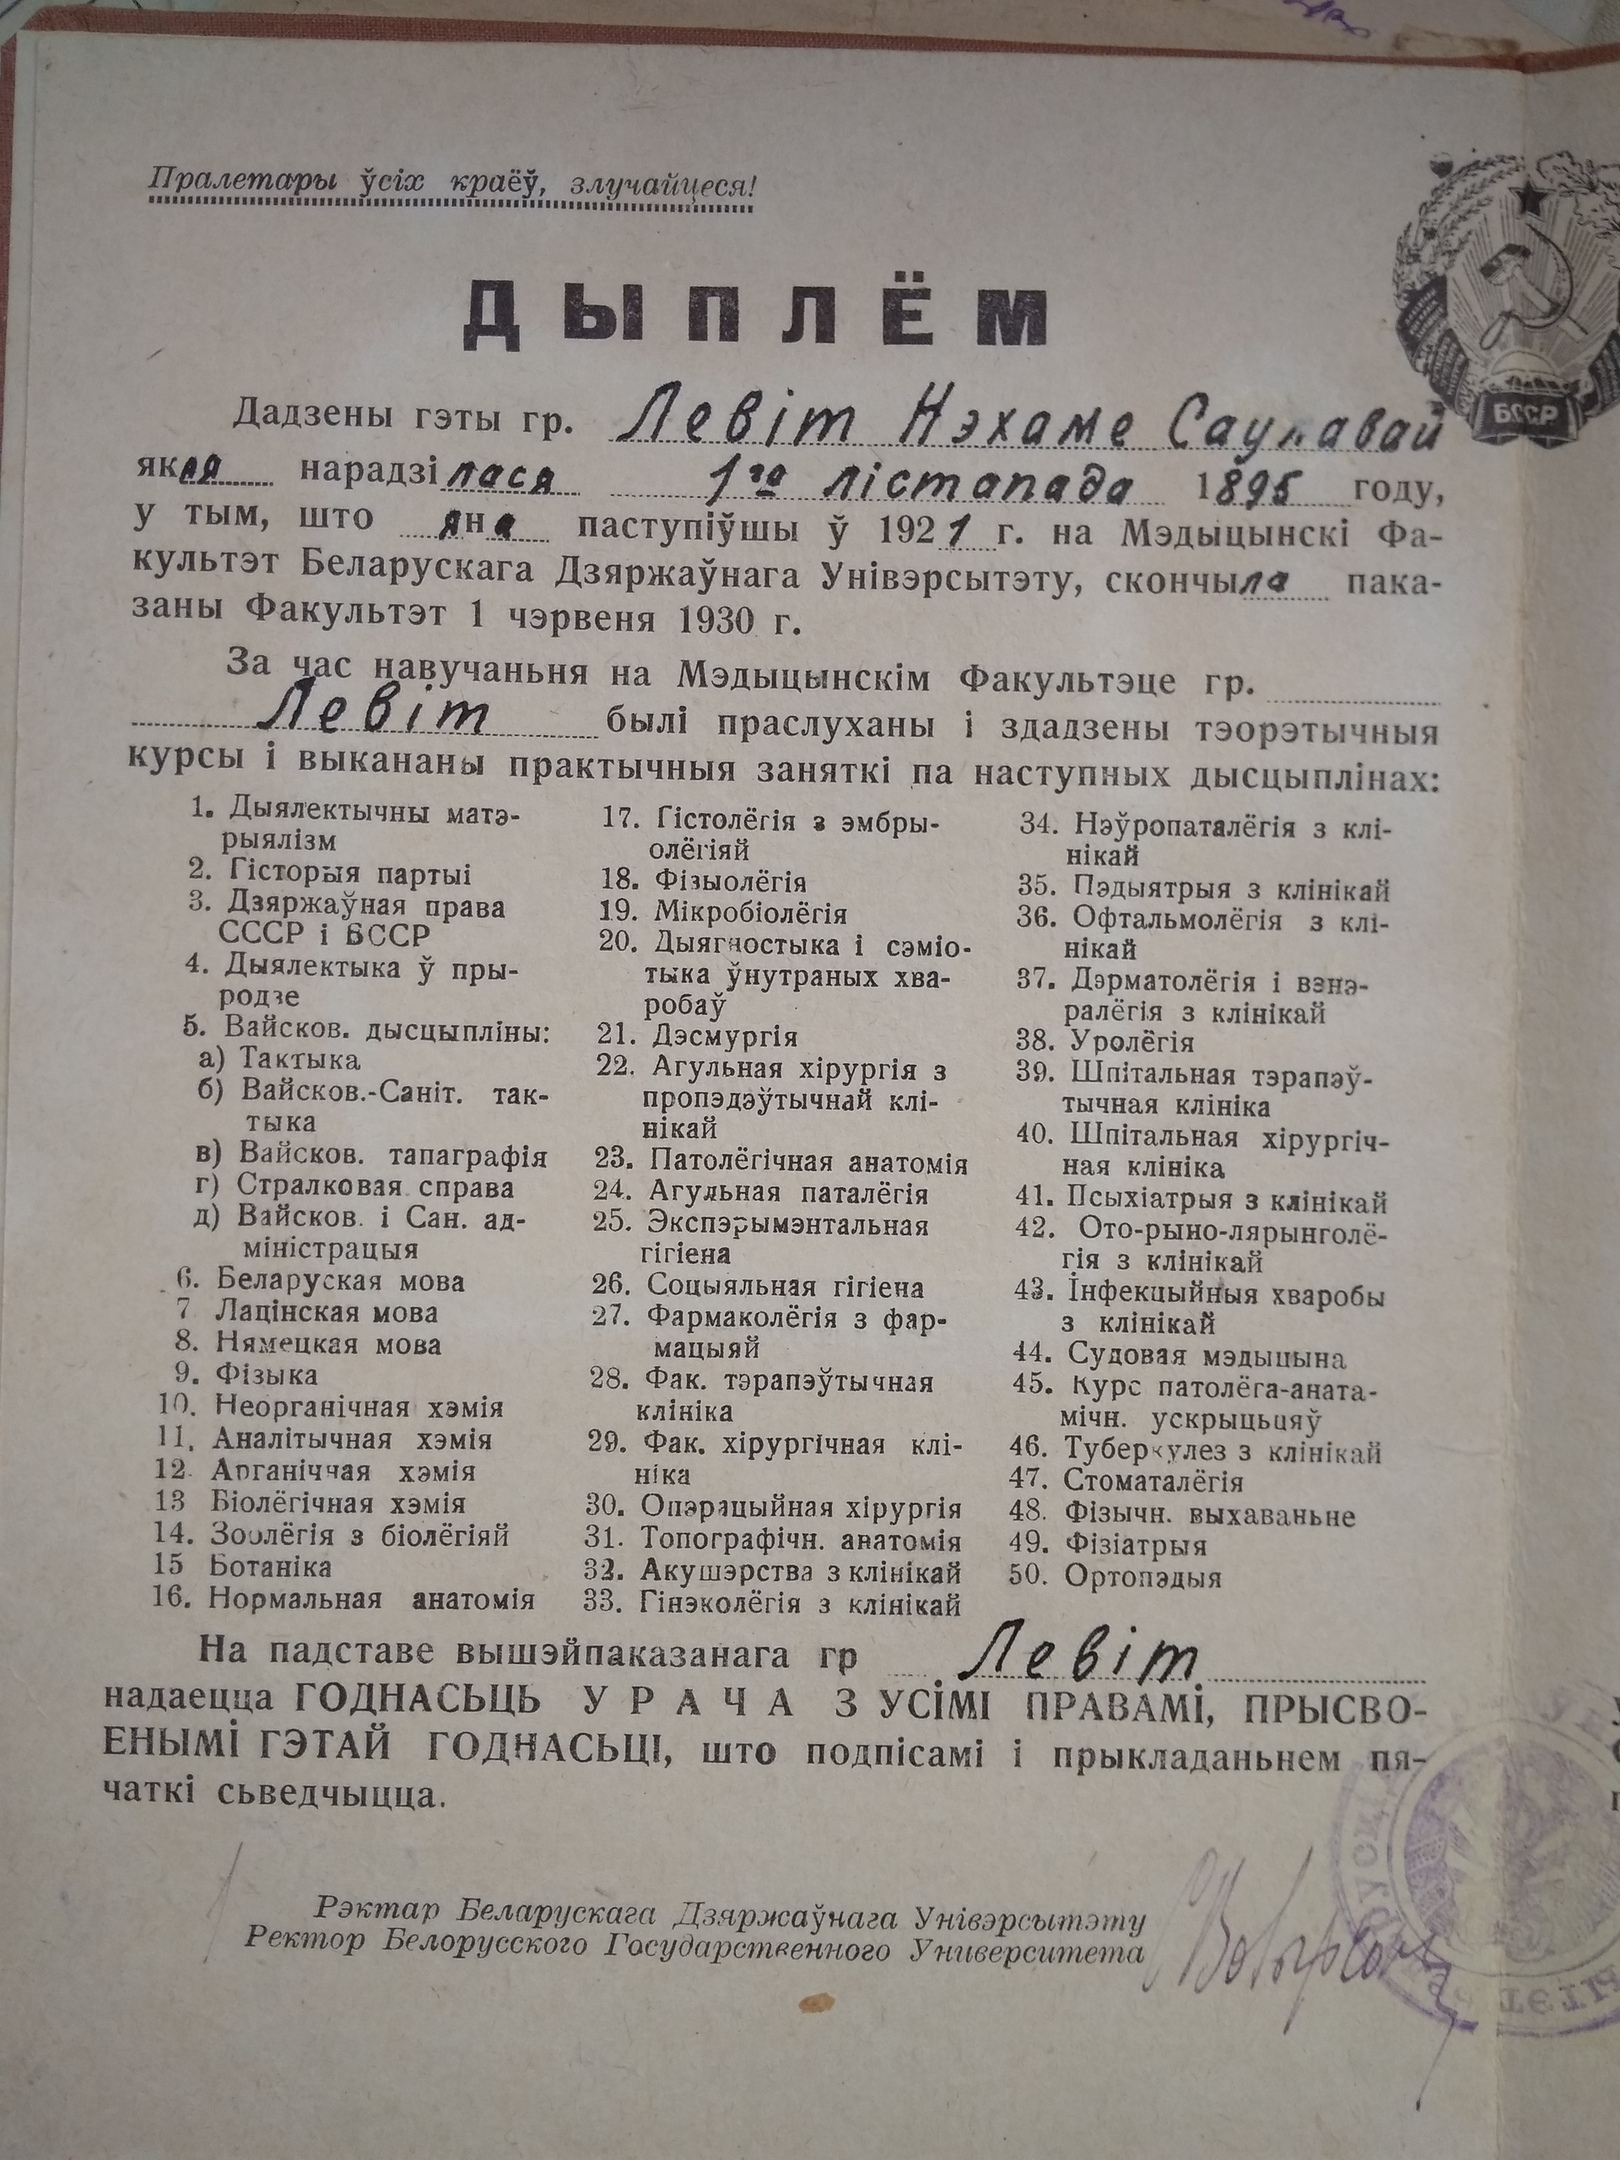 Пралетары ўсіх краёў, злучайцеся!
БССР
ДЫПЛЁМ
Дадзены гэты гр. Левіт Нэхаме Саулавай
якая нарадзілася 1го лістапада 1895 году,
у тым, што яна паступіўшы ў 1921 г. на Мэдыцынскі Фа-
культэт Беларускага Дзяржаўнага Унівэрсытэту, скончыла пака-
заны Факультэт 1 чэрвеня 1930 г.
За час навучаньня на Мэдыцынскім Факультэце гр.
Левіт былі праслуханы і здадзены тэорэтычныя
курсы і выкананы практычныя заняткі па наступных дысцыплінах:
1. Дыялектычны матэ-
рыялізм
2. Гісторыя партыі
3. Дзяржаўная права
СССР і БССР
4. Дыялектыка ў пры-
родзе
5. Вайсков. дысцыпліны:
а) Тактыка
б) Вайсков.-Саніт. так-
тыка
в) Вайсков. тапаграфія
г) Стралковая справа
д) Вайсков. і Сан. ад-
міністрацыя
6. Беларуская мова
7 Лацінская мова
8. Нямецкая мова
9. Фізыка
10. Неорганічная хэмія
11. Аналітычная хэмія
12. Арганічная хэмія
13 Біолёгічная хэмія
14. Зоолёгія з біолёгіяй
15 Ботаніка
16. Нормальная анатомія
17. Гістолёгія з эмбры-
олёгіяй
18. Фізыолёгія
19. Мікробіолёгія
20. Дыягностыка і сэміо-
тыка ўнутраных хва-
робаў
21. Дэсмургія
22. Агульная хірургія з
пропэдэўтычнай клі-
нікай
23. Патолёгічная анатомія
24. Агульная паталёгія
25. Экспэрымэнтальная
гігіена
26. Соцыяльная гігіена
27. Фармаколёгія з фар-
мацыяй
28. Фак. тэрапэўтычная
клініка
29. Фак. хірургічная клі-
ніка
30. Опэрацыйная хірургія
31. Топографічн. анатомія
32. Акушэрства з клінікай
33. Гінэколёгія з клінікай
34. Нэўропаталёгія з клі-
нікай
35. Пэдыятрыя з клінікай
36. Офтальмолёгія з клі-
нікай
37. Дэрматолёгія і вэнэ-
ралёгія з клінікай
38. Уролёгія
39. Шпітальная тэрапэў-
тычная клініка
40. Шпітальная хірургіч-
ная клініка
41. Псыхіатрыя з клінікай
42. Ото-рыно-лярынголё-
гія з клінікай
43. Інфекцыйныя хваробы
з клінікай
44. Судовая мэдыцына
45. Курс патолёга-аната-
мічн. ускрыцьцяў
46. Туберкулез з клінікай
47. Стоматалёгія
48. Фізычн. выхаваньне
49. Фізіатрыя
50. Ортопэдыя
На падставе вышэйпаказанага гр Левіт
надаецца ГОДНАСЬЦЬ УРАЧА З УСІМІ ПРАВАМІ, ПРЫСВО-
ЕНЫМІ ГЭТАЙ ГОДНАСЬЦІ, што подпісамі і прыкладаньнем пя-
чаткі сьведчыцца.
Рэктар Беларускага Дзяржаўнага Унівэрсытэту
Ректор Белорусского Государственного Университета